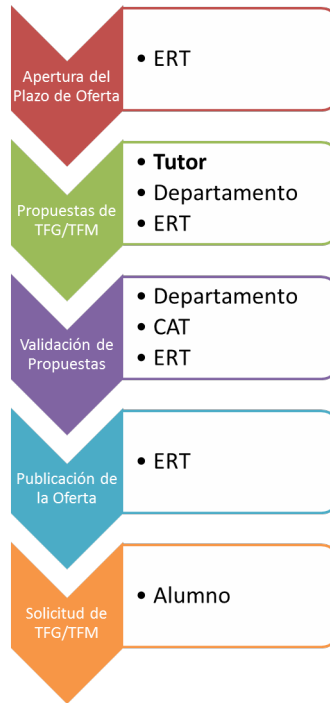 Apertura del
Plazo de Oferta
• ERT
Propuestas de
TFG/TFM
• Tutor
• Departamento
• ERT
Validación de
Propuestas
• Departamento
• CAT
• ERT
Publicación de
la Oferta
• ERT
Solicitud de
TFG/TFM
• Alumno